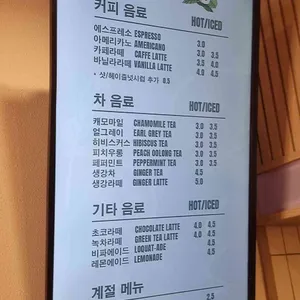 커피 음료 HOT/ICED
에스프레소 ESPRESSO
아메리카노 AMERICANO 3.0
카페라떼 CAFFE LATTE 3.5 4.0
바닐라라떼 VANILLA LATTE 4.0 4.5
* 샷/헤이즐넛시럽 추가 0.5
차 음료 HOT/ICED
캐모마일 CHAMOMILE TEA 3.0 3.5
얼그레이 EARL GREY TEA 3.0 3.5
히비스커스 HIBISCUS TEA 3.0 3.5
피치우롱 PEACH OOLONG TEA 3.0 3.5
페퍼민트 PEPPERMINT TEA 3.0 3.5
생강차 GINGER TEA 4.5
생강라떼 GINGER LATTE 5.0
기타 음료 HOT/ICED
초코라떼 CHOCOLATE LATTE 4.0 4.5
녹차라떼 GREEN TEA LATTE 4.0 4.5
비파에이드 LOQUAT-ADE 4.5
레몬에이드 LEMONADE 4.5
계절 메뉴
2.5